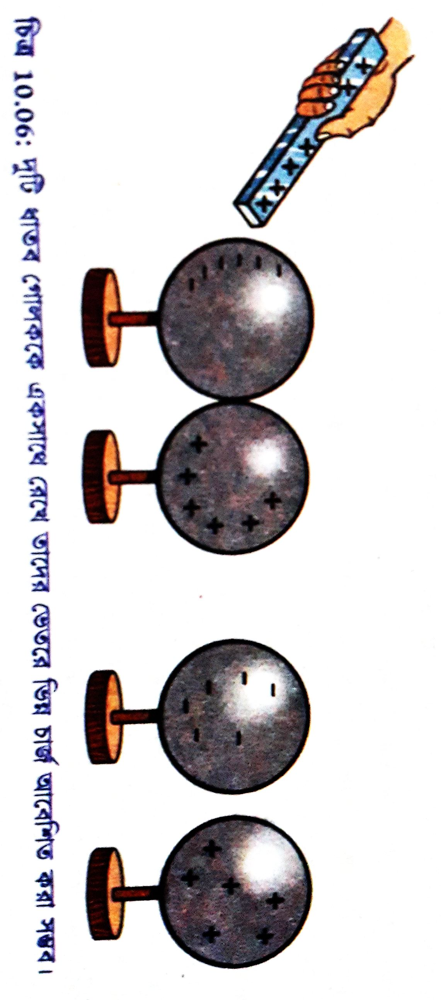 চিত্র 10.06: দুটি ধাতব গোলককে একসাথে রেখে তাদের ভেতরে ভিন্ন চার্জ আবেশিত করা সম্ভব।